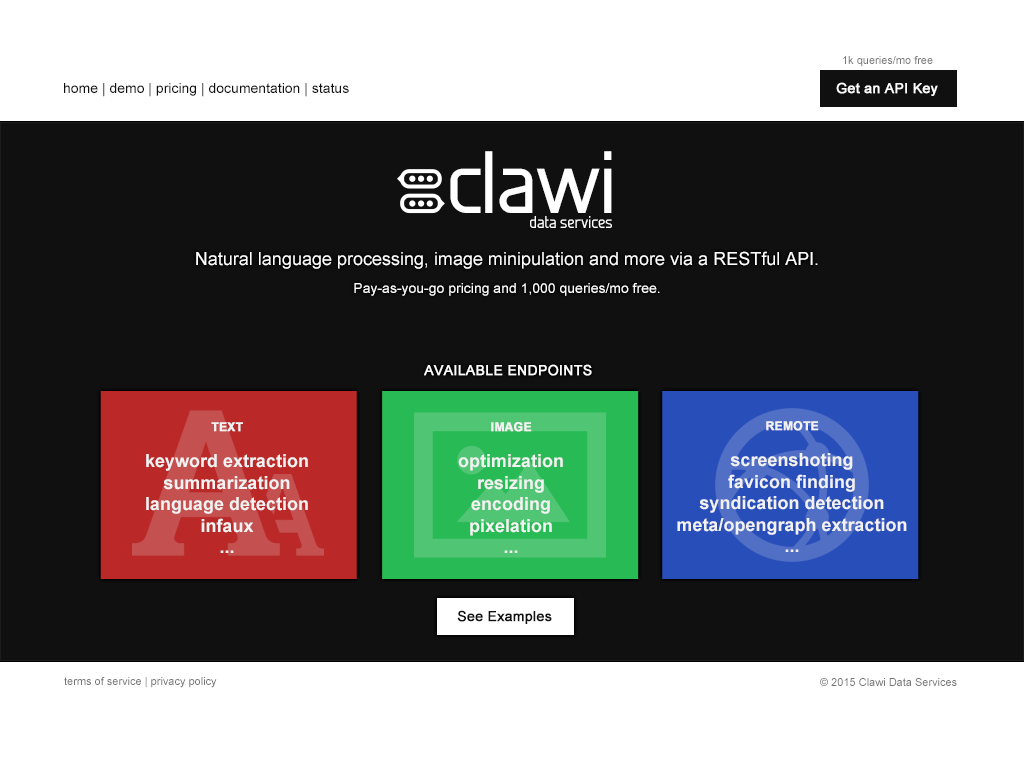 1k queries/mo free
home | demo | pricing | documentation | status
Get an API Key
clawi
data services
Natural language processing, image minipulation and more via a RESTful API.
Pay-as-you-go pricing and 1,000 queries/mo free.
AVAILABLE ENDPOINTS
TEXT
keyword extraction
summarization
language detection
infaux
...
IMAGE
optimization
resizing
encoding
pixelation
...
REMOTE
screenshoting
favicon finding
syndication detection
meta/opengraph extraction
...
See Examples
terms of service | privacy policy
© 2015 Clawi Data Services